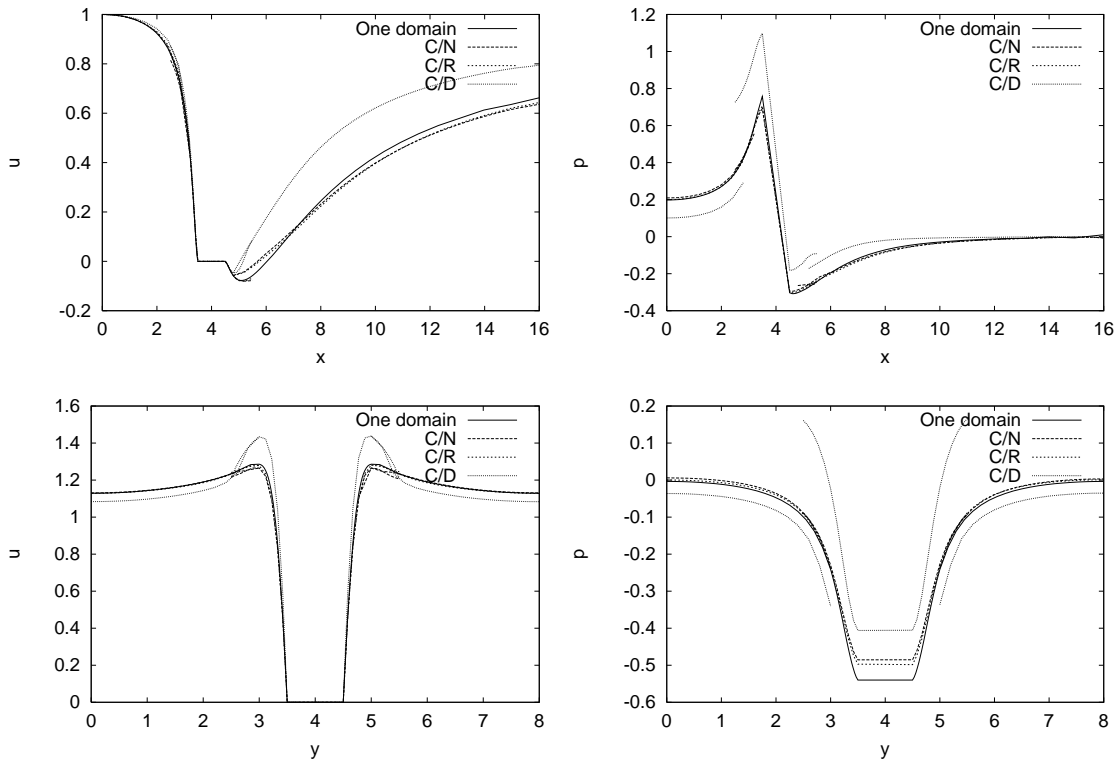 1
0.8
0.6
0.4
0.2
0
-0.2
u
0 2 4 6 8 10 12 14 16
x
One domain
C/N
C/R
C/D
1.2
1
0.8
0.6
0.4
0.2
0
-0.2
-0.4
p
0 2 4 6 8 10 12 14 16
x
One domain
C/N
C/R
C/D
1.6
1.4
1.2
1
0.8
0.6
0.4
0.2
0
u
0 1 2 3 4 5 6 7 8
y
One domain
C/N
C/R
C/D
0.2
0.1
0
-0.1
-0.2
-0.3
-0.4
-0.5
-0.6
p
0 1 2 3 4 5 6 7 8
y
One domain
C/N
C/R
C/D